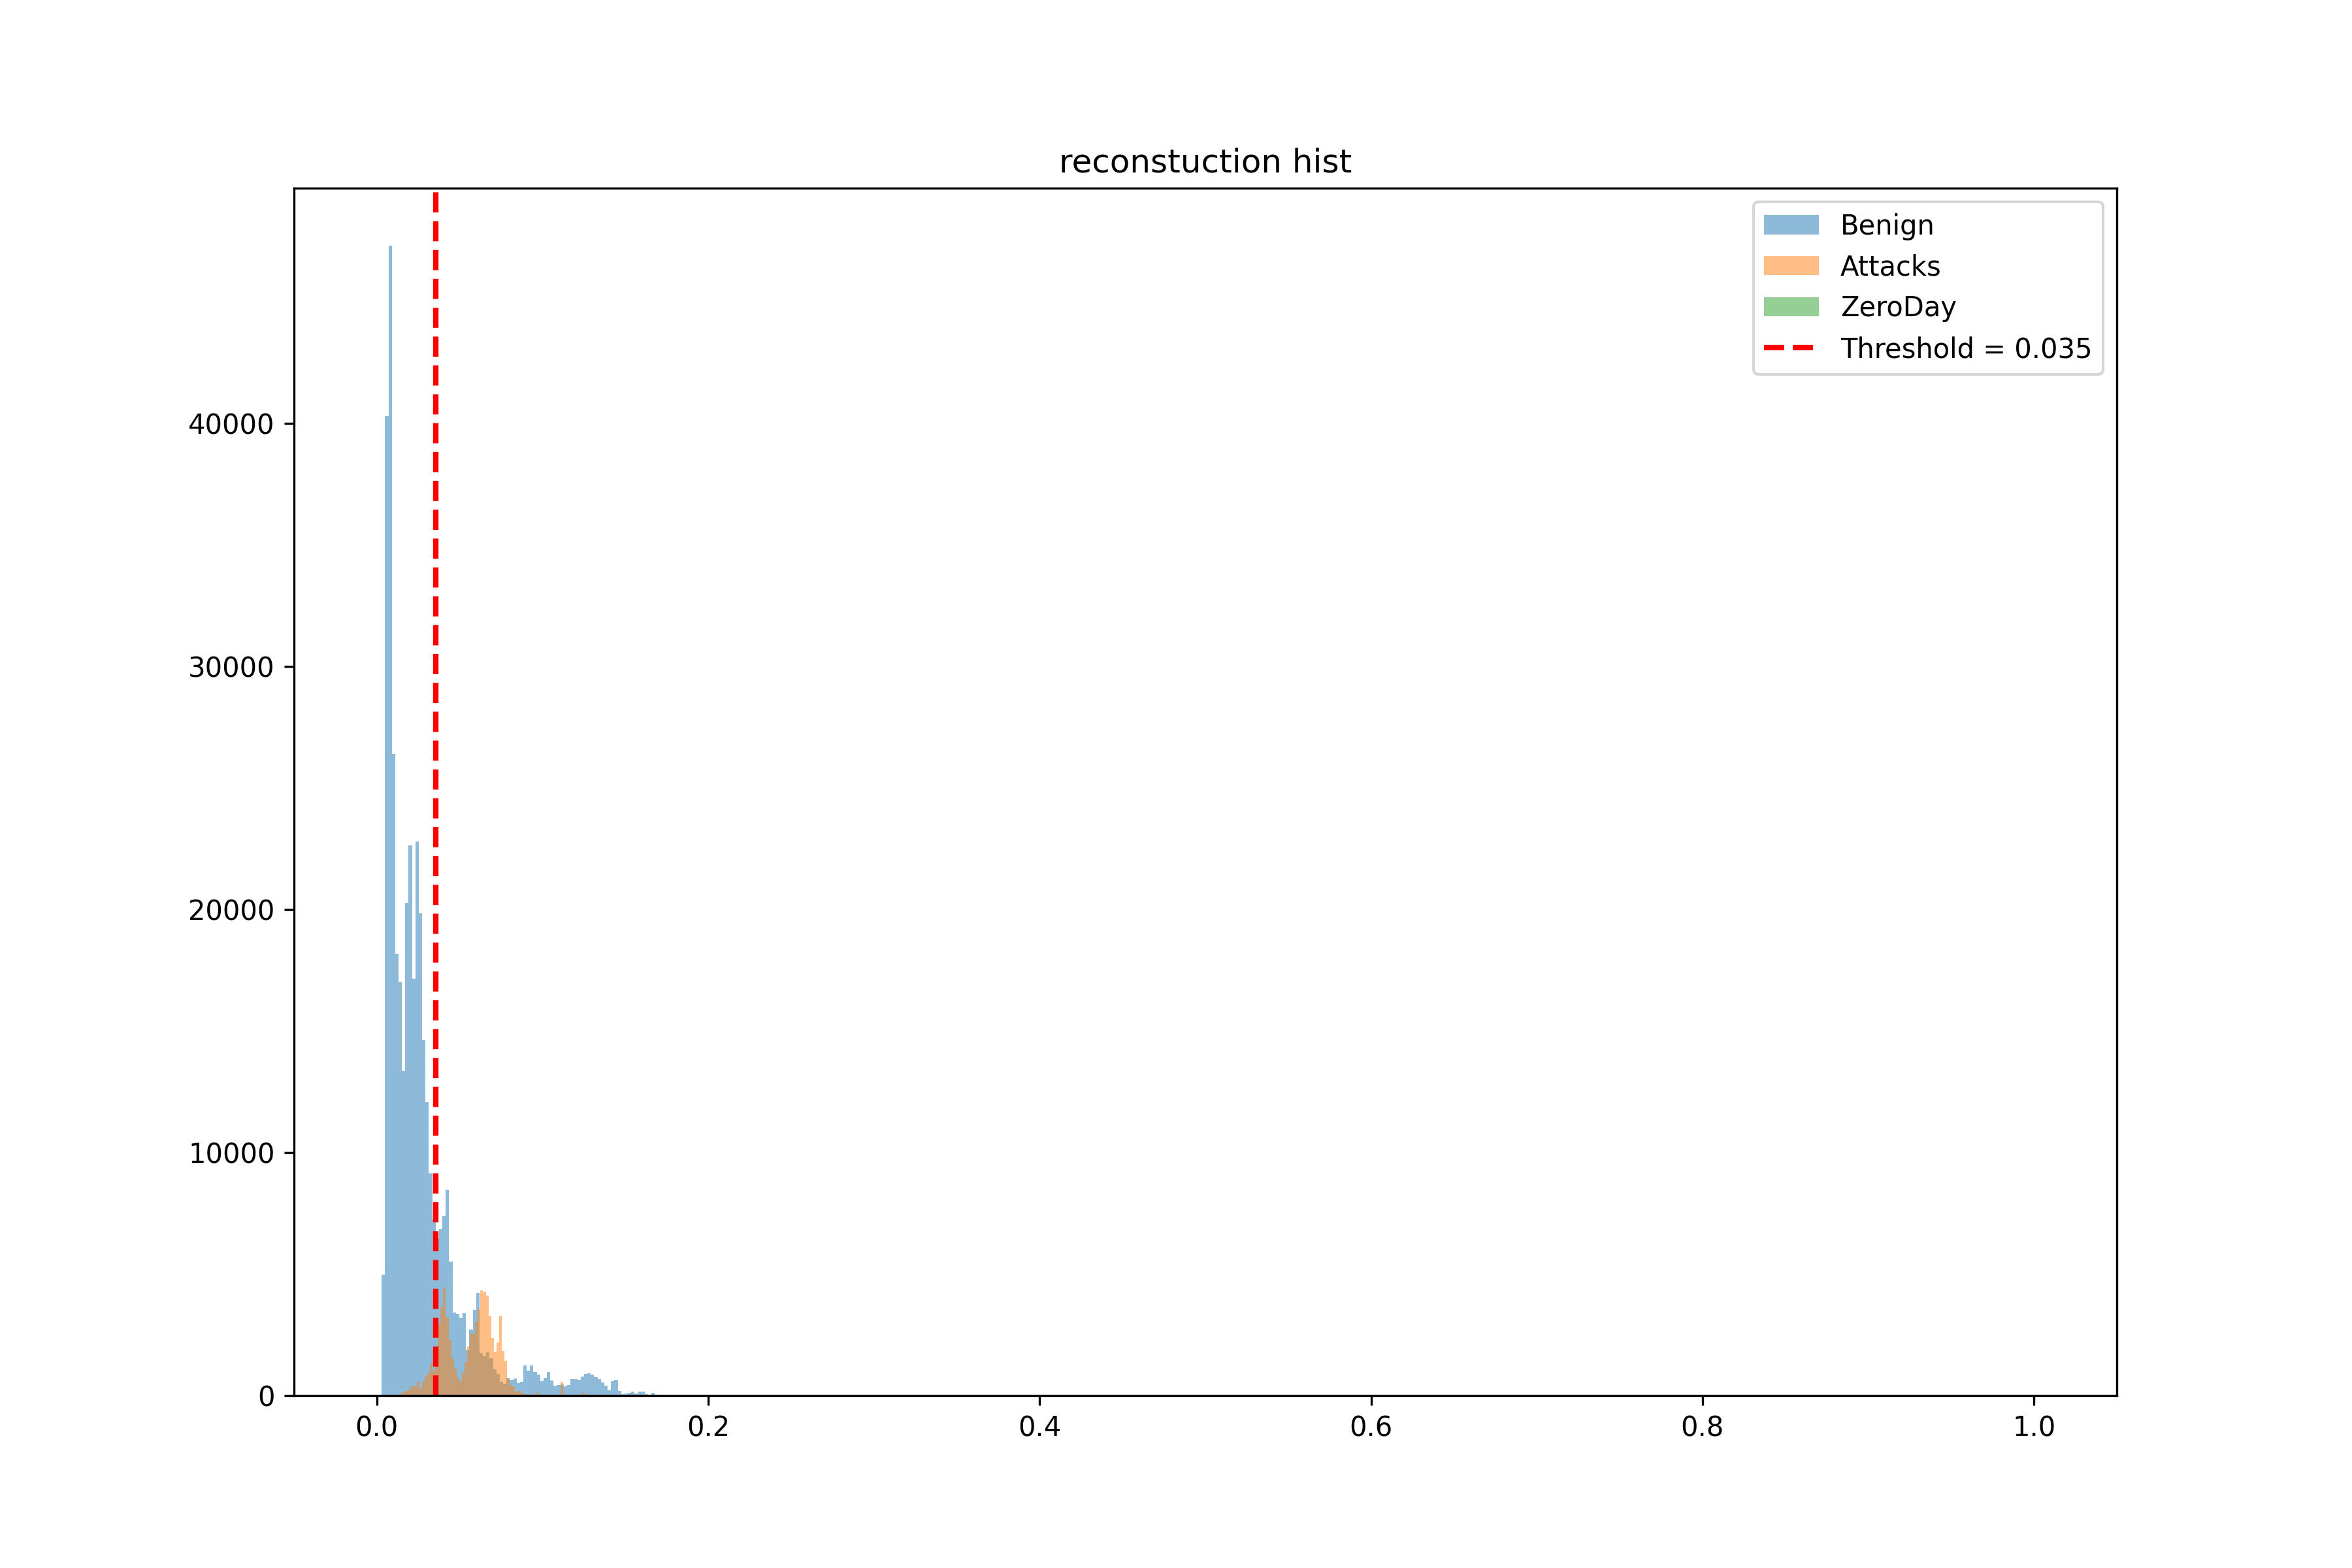 reconstuction hist
Benign
Attacks
ZeroDay
Threshold = 0.035
40000
30000
20000
10000
0
0.0 0.2 0.4 0.6 0.8 1.0